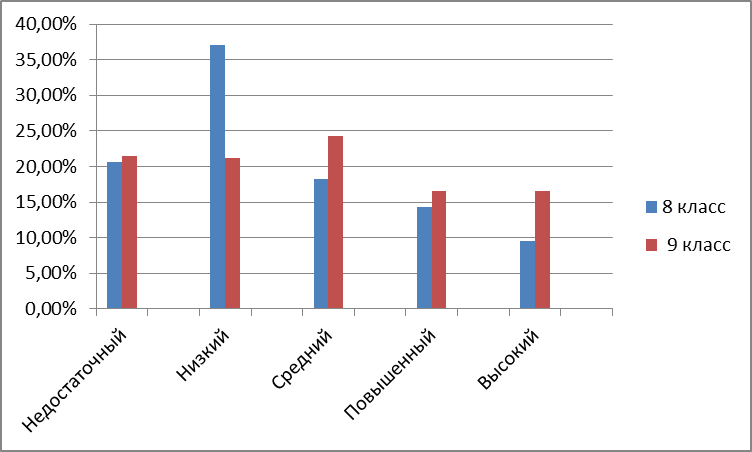 40,00%
35,00%
30,00%
25,00%
20,00%
15,00%
10,00%
5,00%
0,00%
Недостаточный
Низкий
Средний
Повышенный
Высокий
8 класс
9 класс